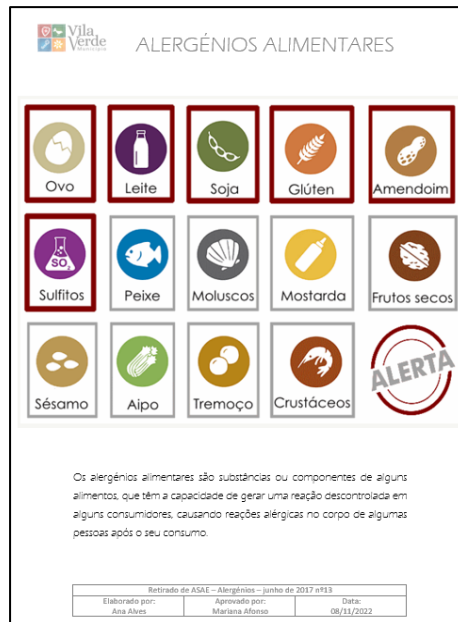 Vila
Verde
Município
ALERGÉNIOS ALIMENTARES
Ovo
Leite
Soja
Glúten
Amendoim
SO₂
Sulfitos
Peixe
Moluscos
Mostarda
Frutos secos
Sésamo
Aipo
Tremoço
Crustáceos
ALERTA
Os alergénios alimentares são substâncias ou componentes de alguns
alimentos, que têm a capacidade de gerar uma reação descontrolada em
alguns consumidores, causando reações alérgicas no corpo de algumas
pessoas após o seu consumo.
Retirado de ASAE – Alergénios – junho de 2017 nº13
Elaborado por:
Ana Alves
Aprovado por:
Mariana Afonso
Data:
08/11/2022